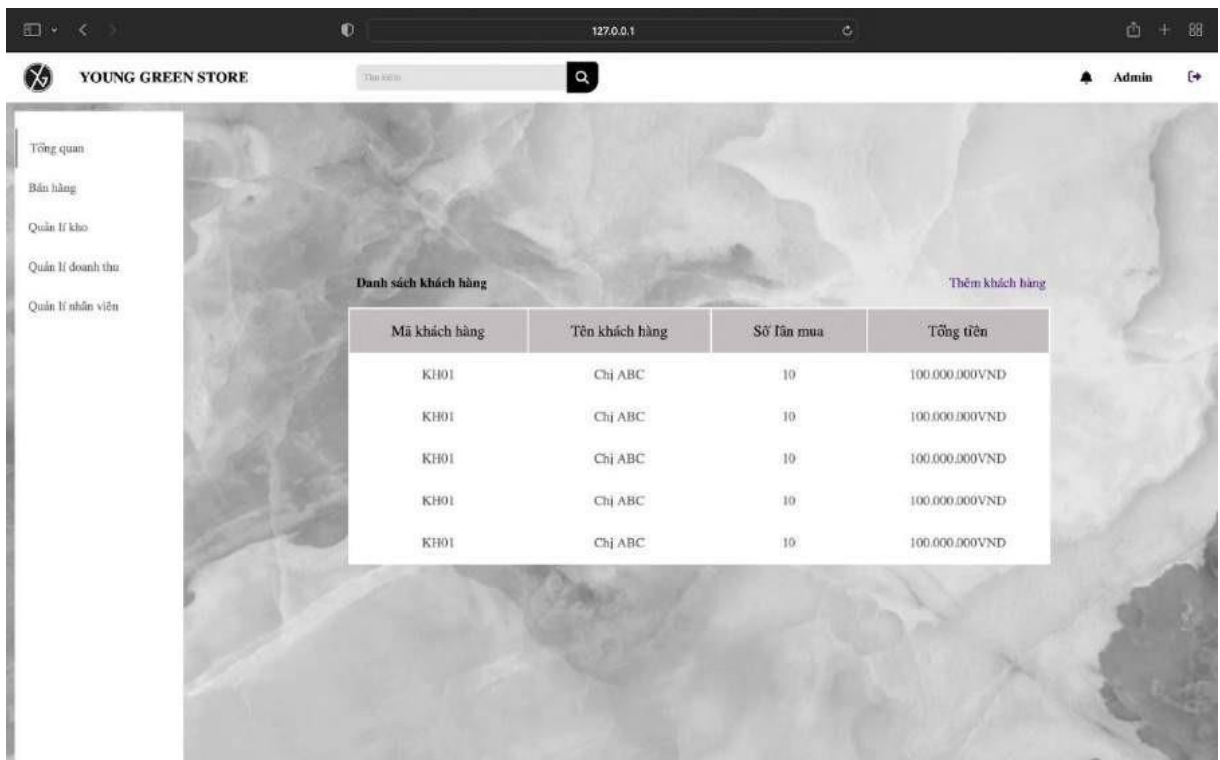 127.0.0.1
YOUNG GREEN STORE
Tìm kiếm
Admin
Tổng quan
Bán hàng
Quản lí kho
Quản lí doanh thu
Quản lí nhân viên
Danh sách khách hàng
Thêm khách hàng
Mã khách hàng Tên khách hàng Số lần mua Tổng tiền
KH01 Chị ABC 10 100.000.000VND
KH01 Chị ABC 10 100.000.000VND
KH01 Chị ABC 10 100.000.000VND
KH01 Chị ABC 10 100.000.000VND
KH01 Chị ABC 10 100.000.000VND